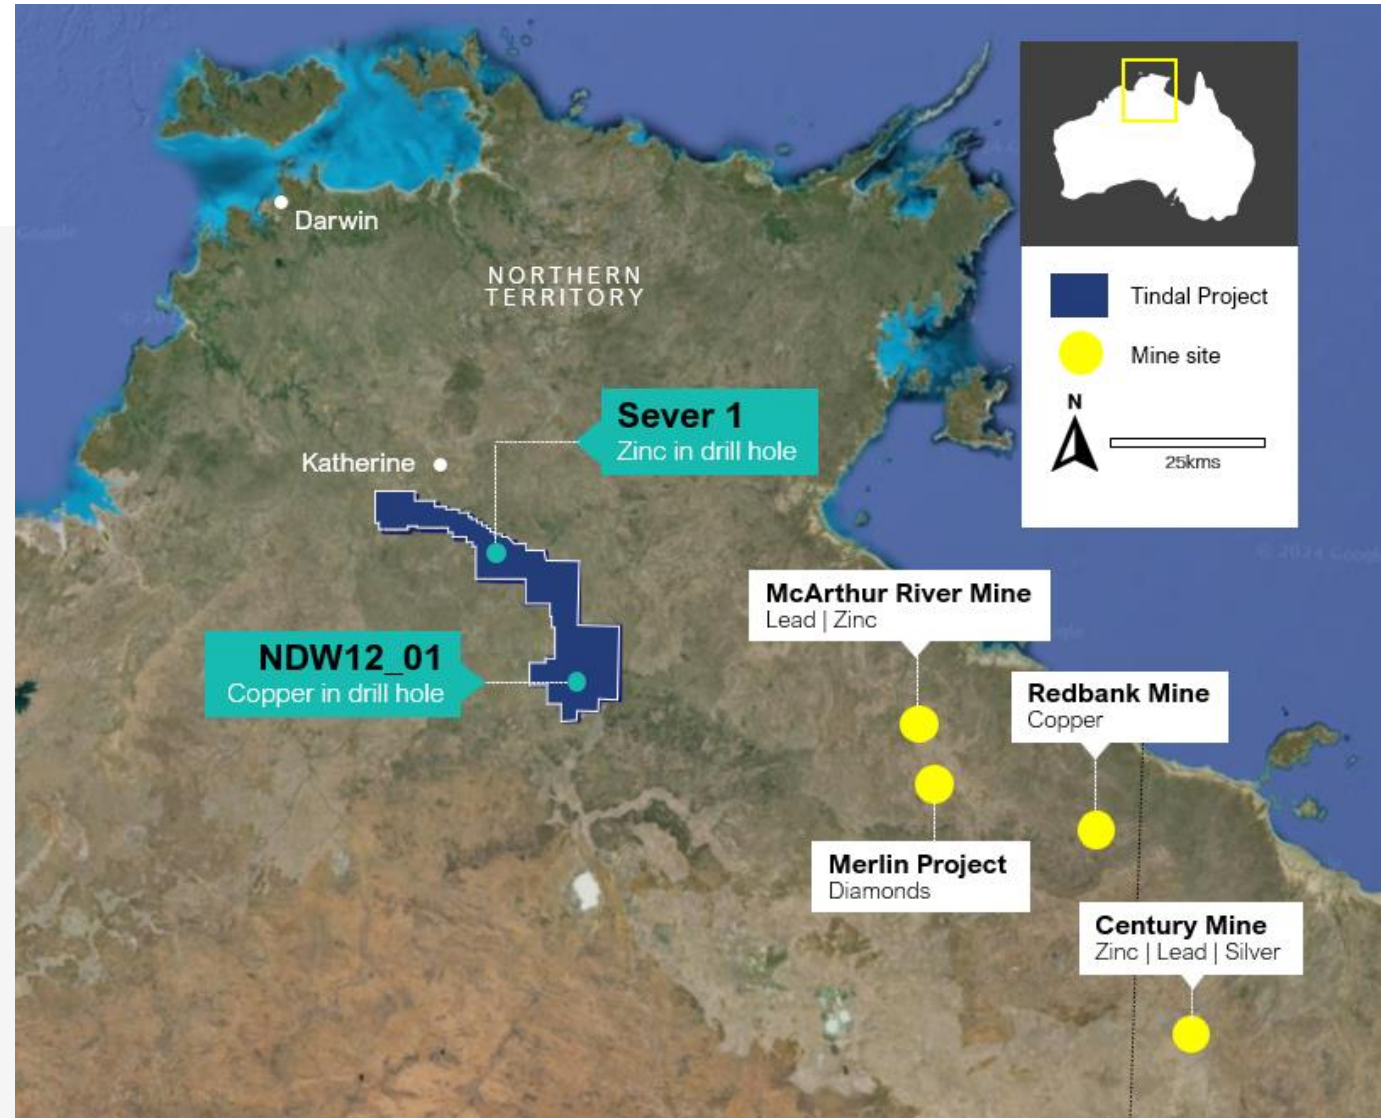 Darwin
NORTHERN
TERRITORY
Tindal Project
Mine site
N
25kms
Sever 1
Zinc in drill hole
Katherine
McArthur River Mine
Lead | Zinc
NDW12_01
Copper in drill hole
Redbank Mine
Copper
Merlin Project
Diamonds
Century Mine
Zinc | Lead | Silver